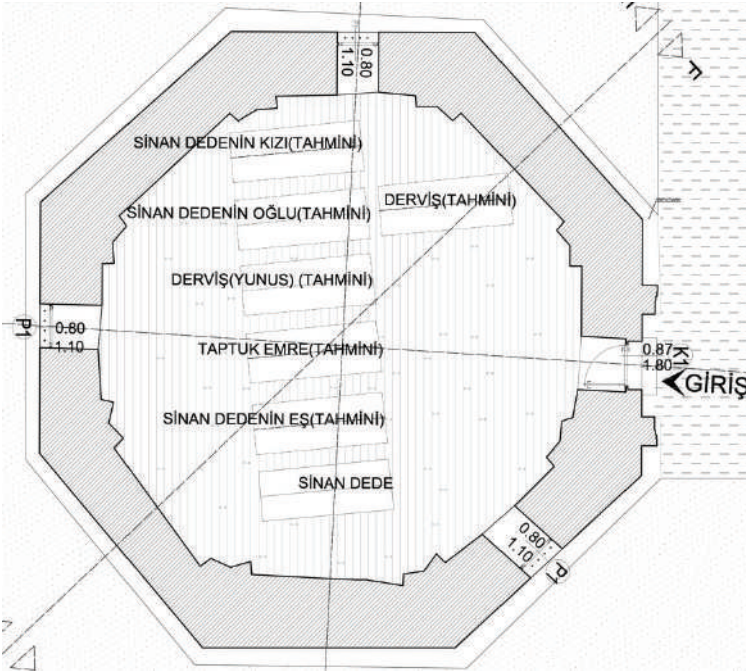 0.80
1.10
F
SİNAN DEDENİN KIZI(TAHMİNİ)
DERVİŞ(TAHMİNİ)
SİNAN DEDENİN OĞLU(TAHMİNİ)
DERVİŞ(YUNUS) (TAHMİNİ)
P1
0.80
1.10
TAPTUK EMRE(TAHMİNİ)
0.87
1.80
K1
GİRİŞ
SİNAN DEDENİN EŞ(TAHMİNİ)
SİNAN DEDE
0.80
1.10
P1